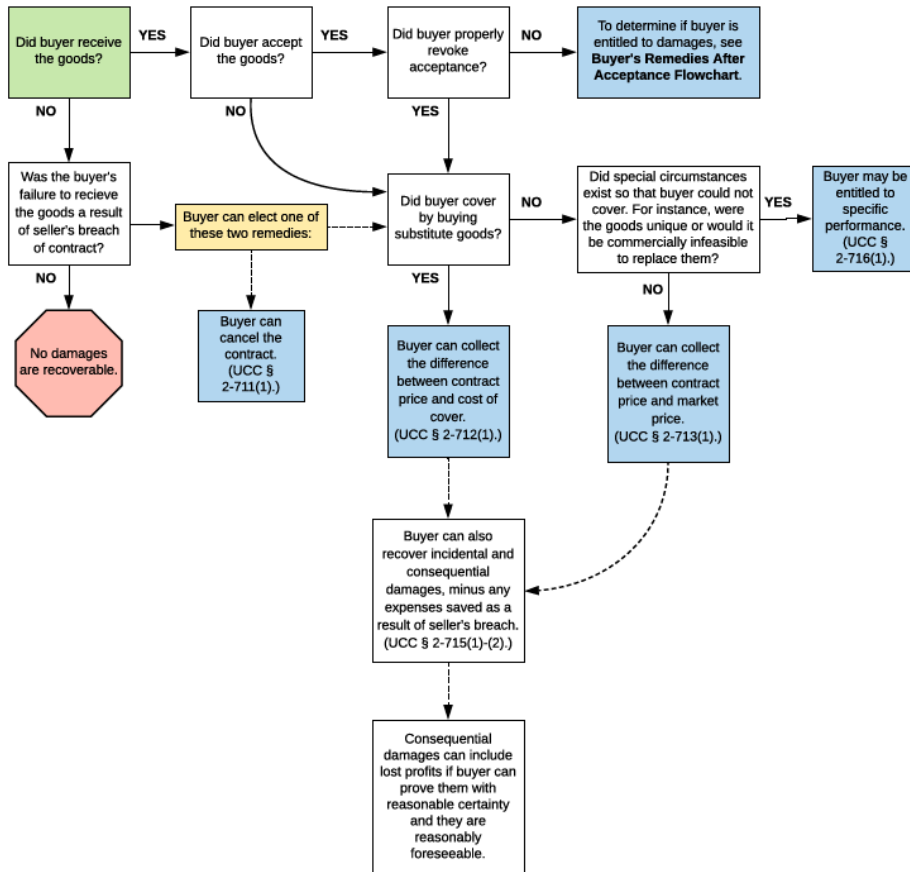 Did buyer receive
the goods?
YES
Did buyer accept
the goods?
YES
Did buyer properly
revoke
acceptance?
NO
To determine if buyer is
entitled to damages, see
Buyer's Remedies After
Acceptance Flowchart.
NO
NO
YES
Was the buyer's
failure to recieve
the goods a result
of seller's breach
of contract?
Buyer can elect one of
these two remedies:
Did buyer cover
by buying
substitute goods?
NO
Did special circumstances
exist so that buyer could not
cover. For instance, were
the goods unique or would it
be commercially infeasible
to replace them?
YES
Buyer may be
entitled to
specific
performance.
(UCC §
2-716(1).)
NO
YES
NO
No damages
are recoverable.
Buyer can
cancel the
contract.
(UCC §
2-711(1).)
Buyer can collect
the difference
between contract
price and cost of
cover.
(UCC § 2-712(1).)
Buyer can collect
the difference
between contract
price and market
price.
(UCC § 2-713(1).)
Buyer can also
recover incidental and
consequential
damages, minus any
expenses saved as a
result of seller's breach.
(UCC § 2-715(1)-(2).)
Consequential
damages can include
lost profits if buyer can
prove them with
reasonable certainty
and they are
reasonably
foreseeable.